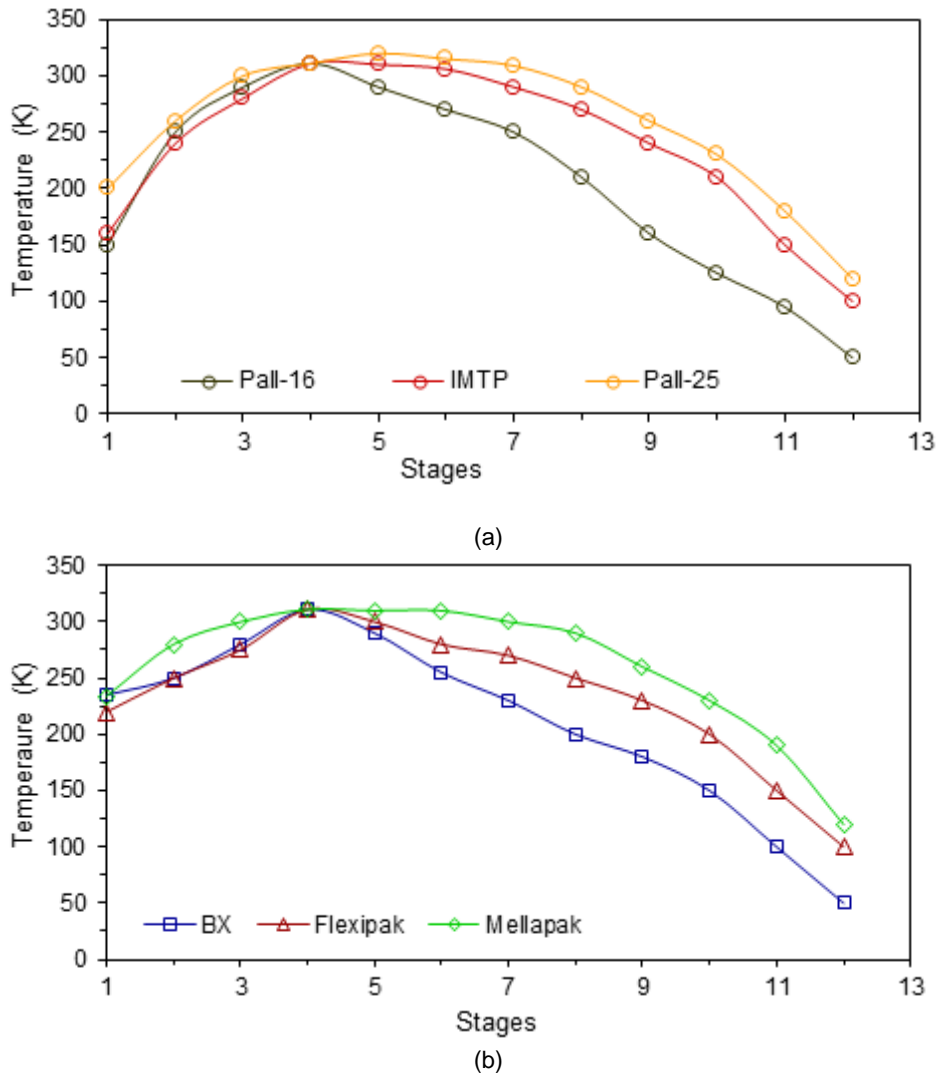 350
300
250
200
150
100
50
0
Temperature (K)
Pall-16 IMTP Pall-25
1 3 5 7 9 11 13
Stages
(a)
350
300
250
200
150
100
50
0
Temperaure (K)
BX Flexipak Mellapak
1 3 5 7 9 11 13
Stages
(b)